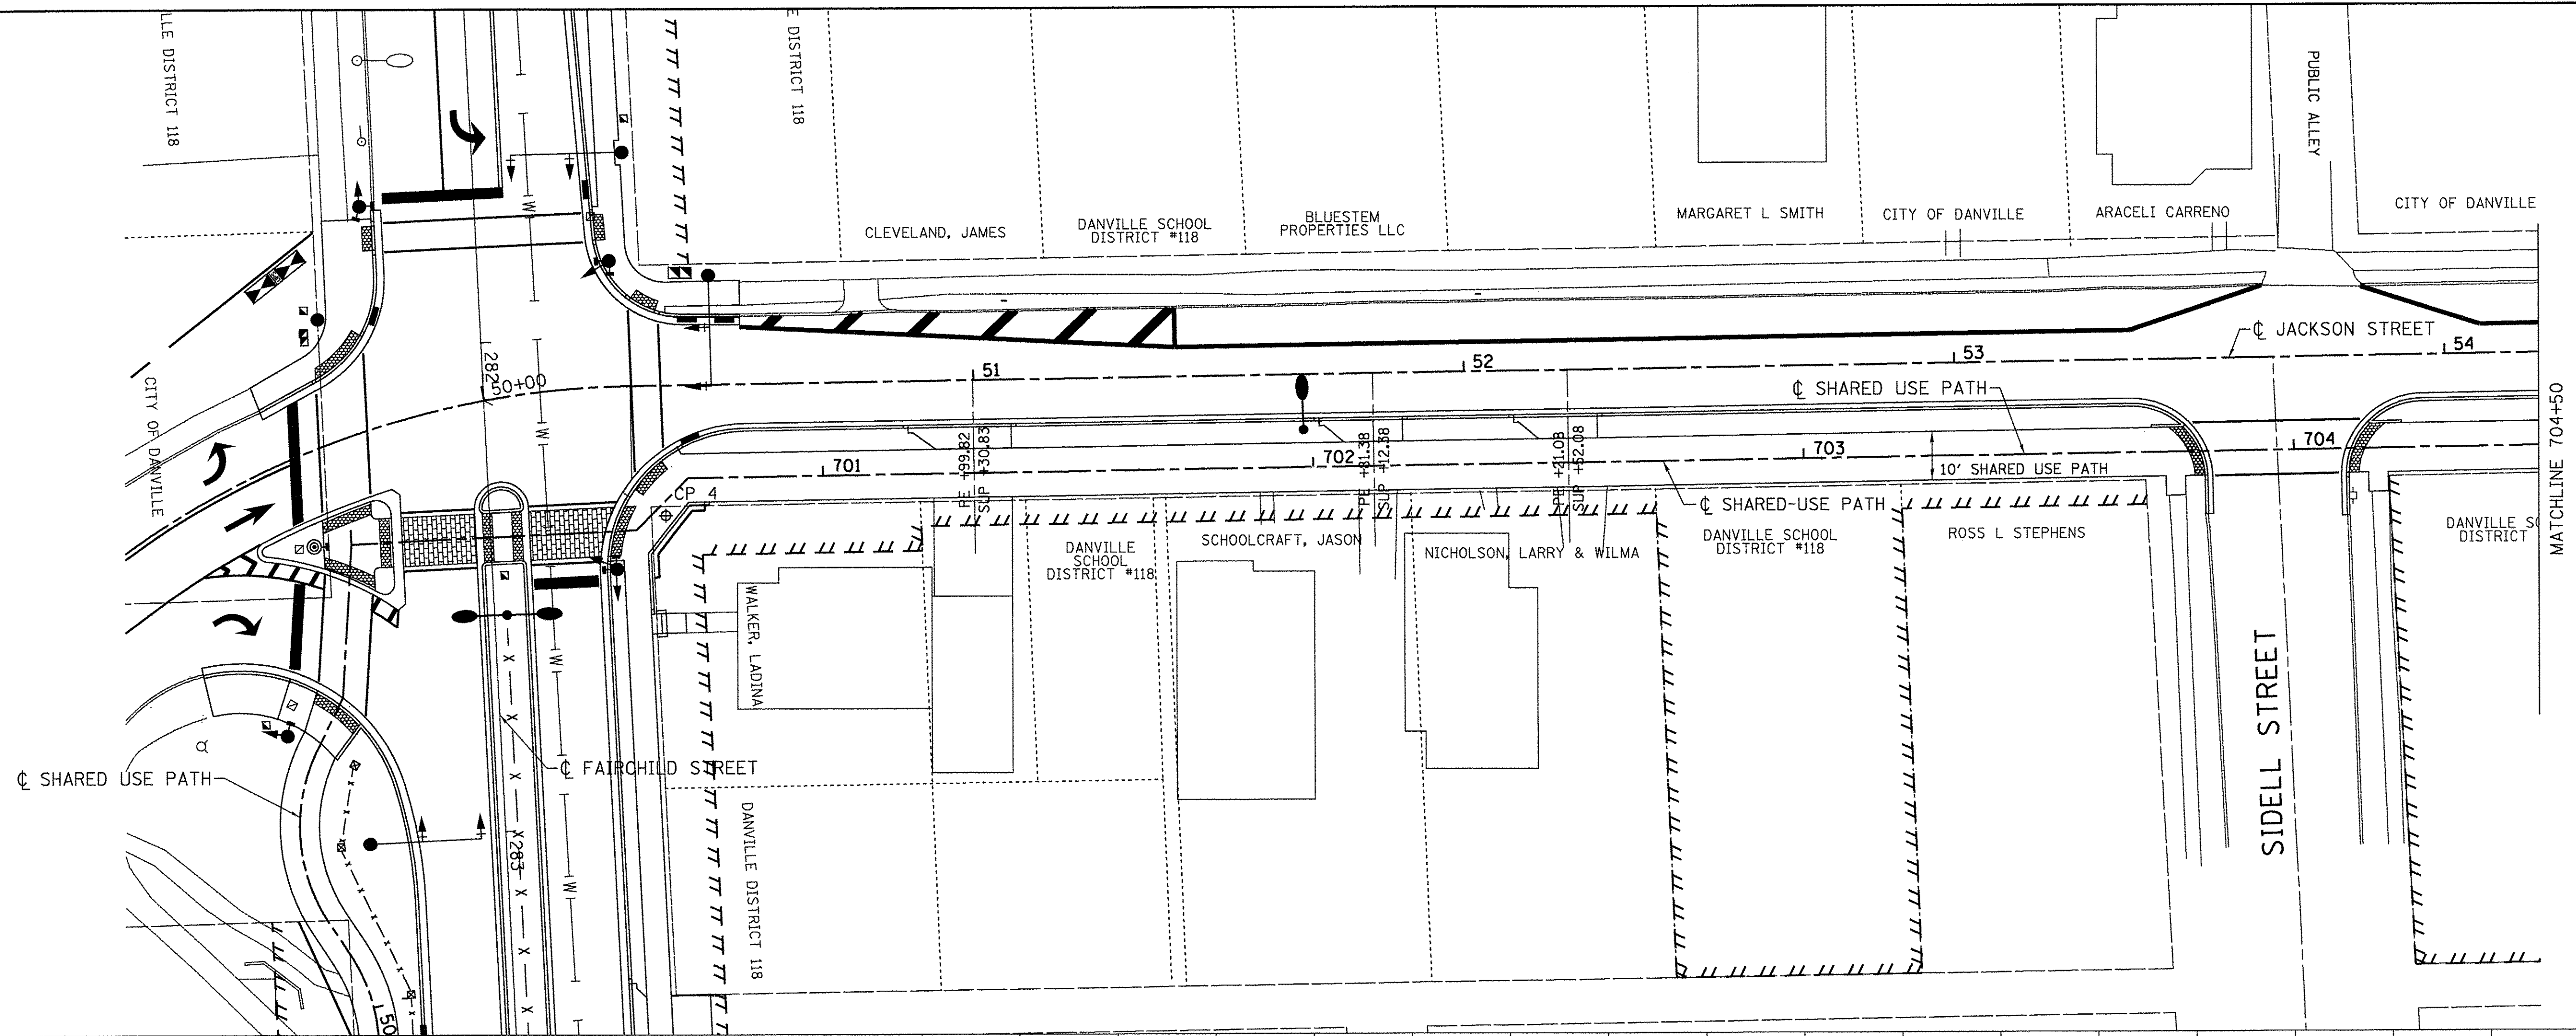 LLE DISTRICT 118
E DISTRICT 118
PUBLIC ALLEY
CLEVELAND, JAMES
DANVILLE SCHOOL
DISTRICT #118
BLUESTEM
PROPERTIES LLC
MARGARET L SMITH
CITY OF DANVILLE
ARACELI CARRENO
CITY OF DANVILLE
W
℄ JACKSON STREET
282
50+00
W
51
52
53
54
℄ SHARED USE PATH
CITY OF DANVILLE
W
PE +99.82
SUP +30.83
PE +81.38
SUP +12.38
PE +21.08
SUP +52.08
701
702
703
704
10' SHARED USE PATH
MATCHLINE 704+50
CP 4
℄ SHARED-USE PATH
DANVILLE
SCHOOL
DISTRICT #118
SCHOOLCRAFT, JASON
NICHOLSON, LARRY & WILMA
DANVILLE SCHOOL
DISTRICT #118
ROSS L STEPHENS
DANVILLE SC
DISTRICT
WALKER, LADINA
SIDELL STREET
X
W
X
℄ FAIRCHILD STREET
℄ SHARED USE PATH
X
W
X283
DANVILLE DISTRICT 118
X
W
X
X
50